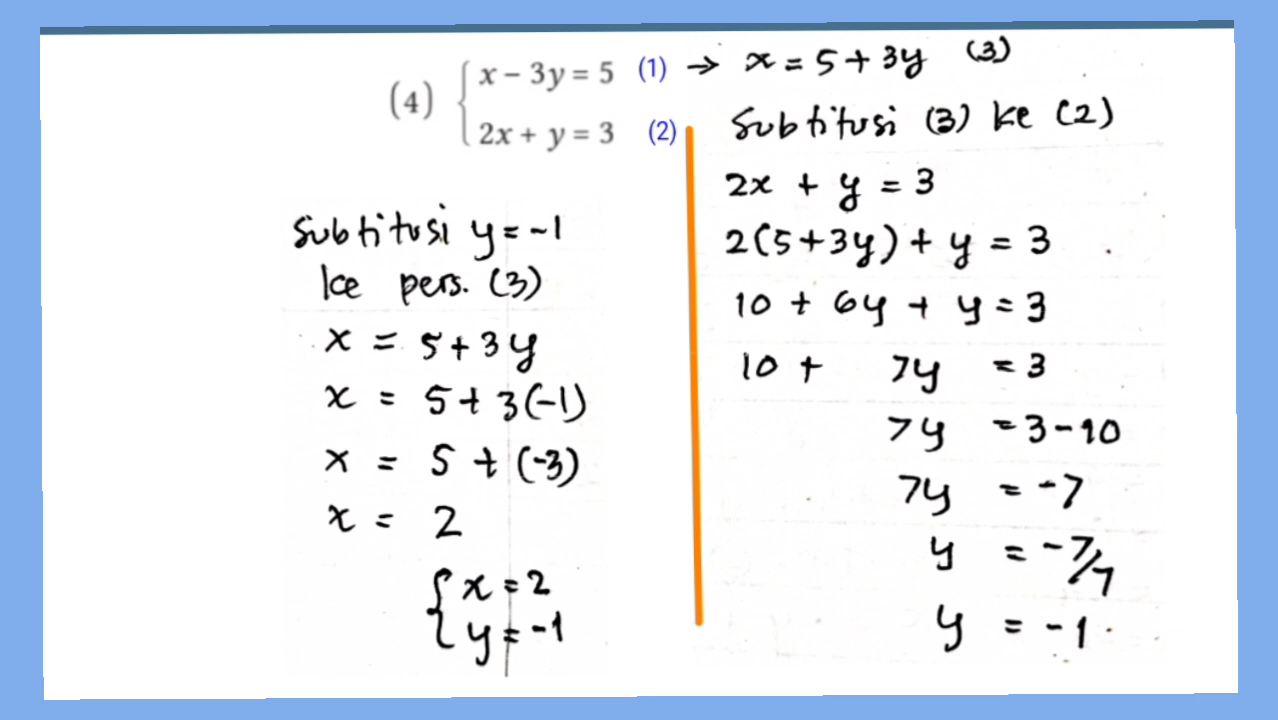 (4) { x − 3y = 5 (1) → x = 5 + 3y (3)
2x + y = 3 (2)
Subtitusi (3) ke (2)
2x + y = 3
2(5+3y) + y = 3
10 + 6y + y = 3
10 + 7y = 3
7y = 3 - 10
7y = -7
y = -7/7
y = -1
Subtitusi y = -1
ke pers. (3)
x = 5 + 3y
x = 5 + 3(-1)
x = 5 + (-3)
x = 2
{ x = 2
y = -1